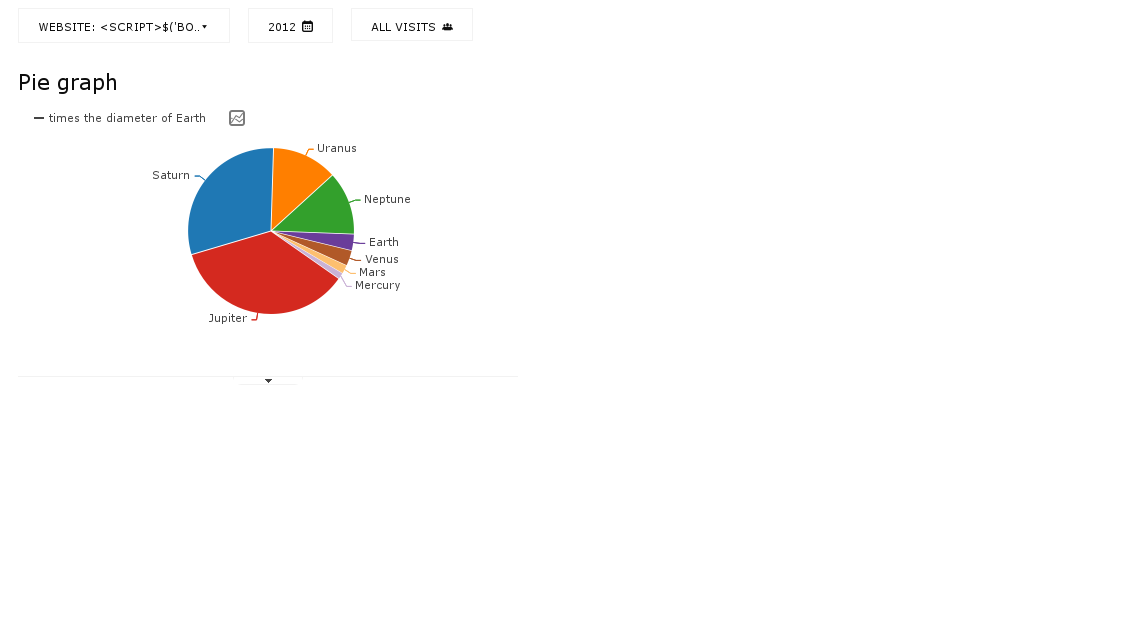 WEBSITE: <SCRIPT>$('BO..
2012
ALL VISITS
Pie graph
times the diameter of Earth
Uranus
Saturn
Neptune
Earth
Venus
Mars
Mercury
Jupiter